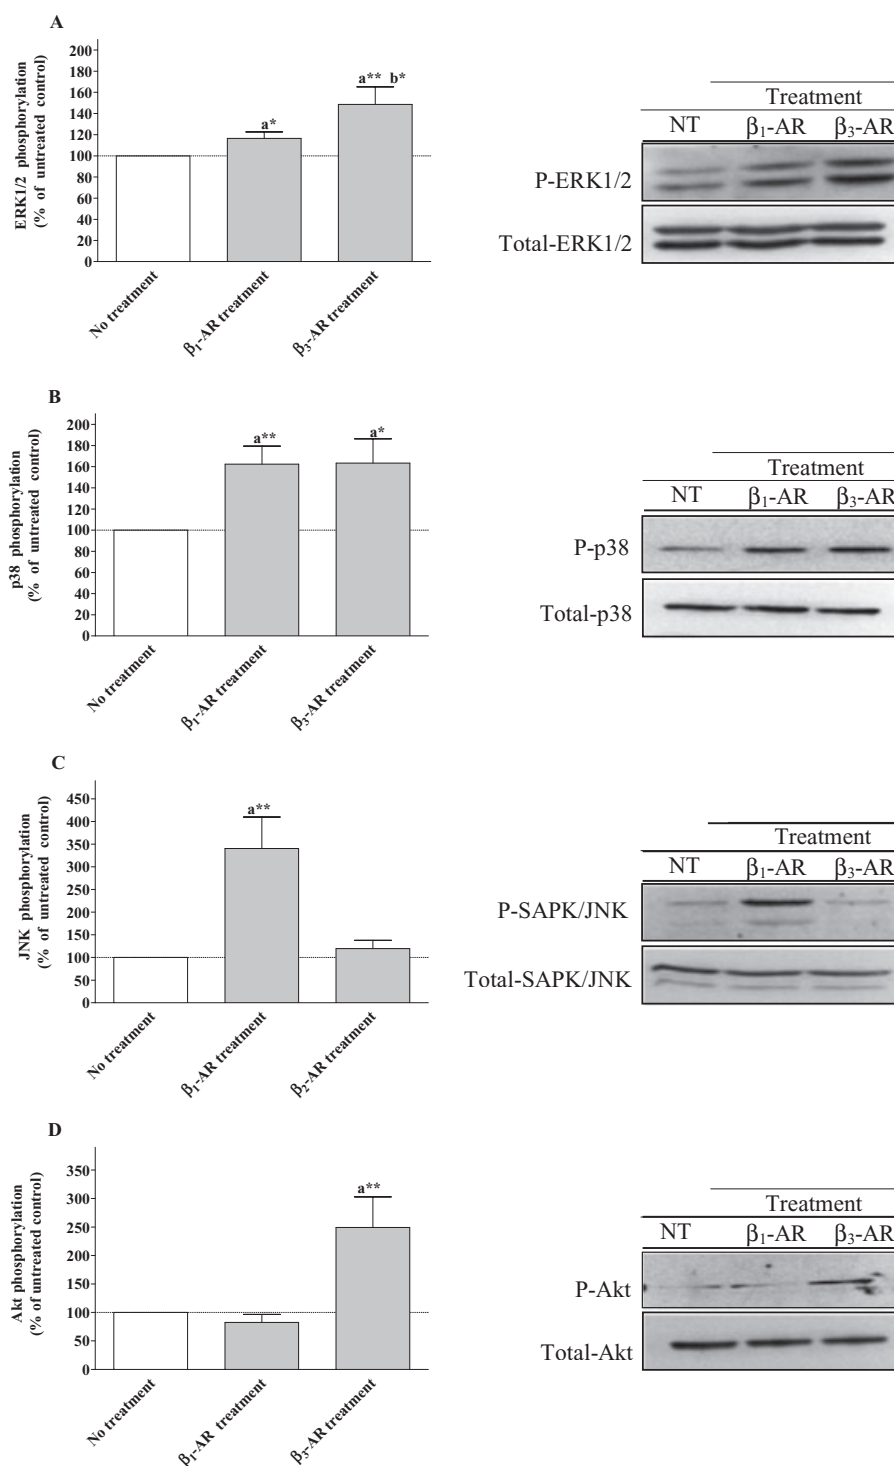 A
ERK1/2 phosphorylation
(% of untreated control)
200
180
160
140
120
100
80
60
40
20
0
a*
a** b*
No treatment
β1-AR treatment
β3-AR treatment
Treatment
NT β1-AR β3-AR
P-ERK1/2
Total-ERK1/2
B
p38 phosphorylation
(% of untreated control)
200
180
160
140
120
100
80
60
40
20
0
a**
a*
No treatment
β1-AR treatment
β3-AR treatment
Treatment
NT β1-AR β3-AR
P-p38
Total-p38
C
JNK phosphorylation
(% of untreated control)
450
400
350
300
250
200
150
100
50
0
a**
No treatment
β1-AR treatment
β2-AR treatment
Treatment
NT β1-AR β3-AR
P-SAPK/JNK
Total-SAPK/JNK
D
Akt phosphorylation
(% of untreated control)
350
300
250
200
150
100
50
0
a**
No treatment
β1-AR treatment
β3-AR treatment
Treatment
NT β1-AR β3-AR
P-Akt
Total-Akt